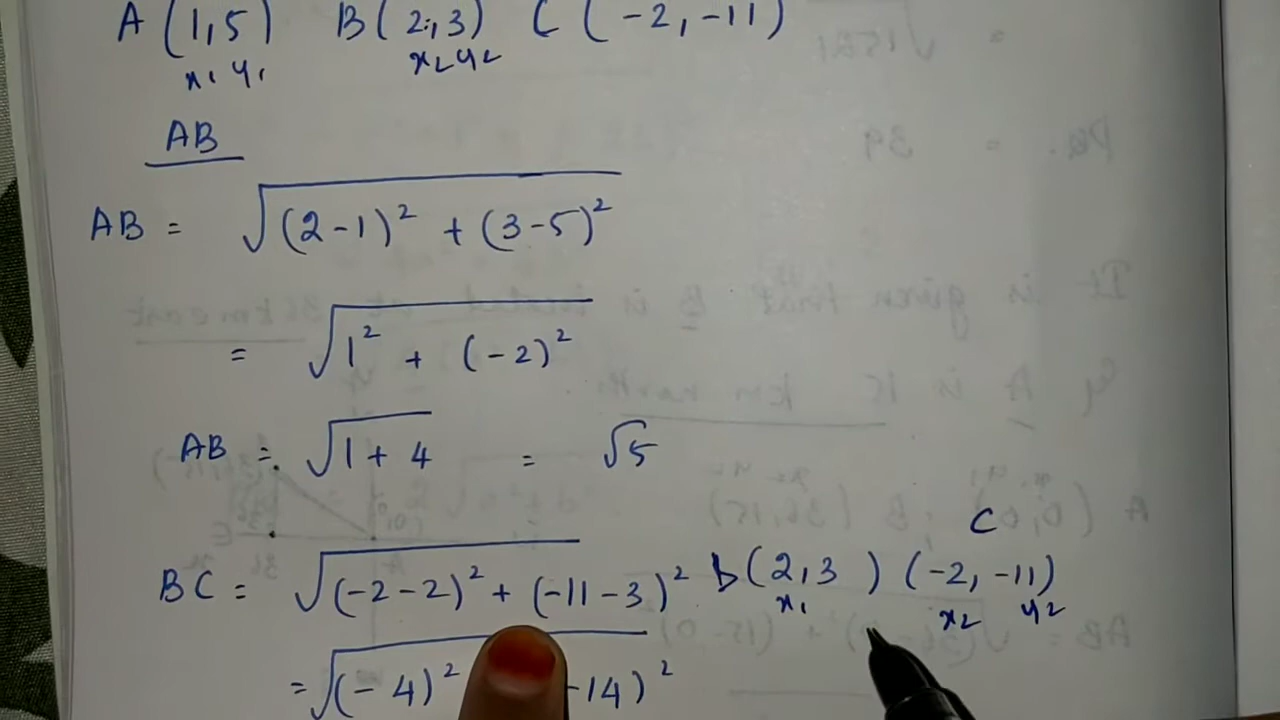 A (1,5) B(2,3) C (-2,-11)
x₁ y₁ x₂ y₂
AB
AB = √(2-1)² + (3-5)²
= √1² + (-2)²
AB = √1+4 = √5
C
BC = √(-2-2)² + (-11-3)² B(2,3) (-2,-11)
x₁ x₂ y₂
= √(-4)² -14)²